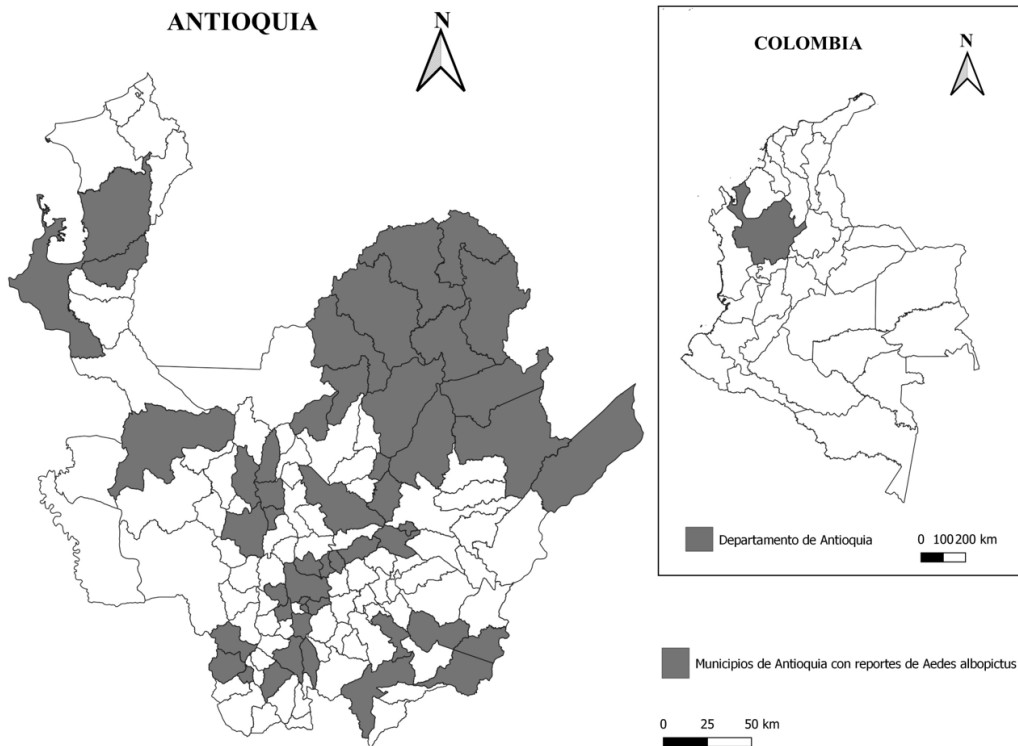 ANTIOQUIA
N
COLOMBIA
N
Departamento de Antioquia
0 100 200 km
Municipios de Antioquia con reportes de Aedes albopictus
0 25 50 km